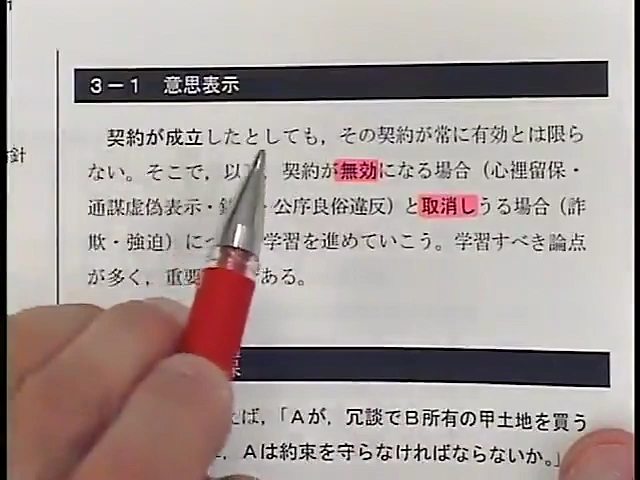 3－1 意思表示
契約が成立したとしても，その契約が常に有効とは限ら
ない。そこで，以 契約が無効になる場合（心裡留保・
通謀虚偽表示・ ・公序良俗違反）と取消しうる場合（詐
欺・強迫）に 学習を進めていこう。学習すべき論点
が多く，重要 ある。
針
ば，「Aが，冗談でB所有の甲土地を買う
，Aは約束を守らなければならないか。」